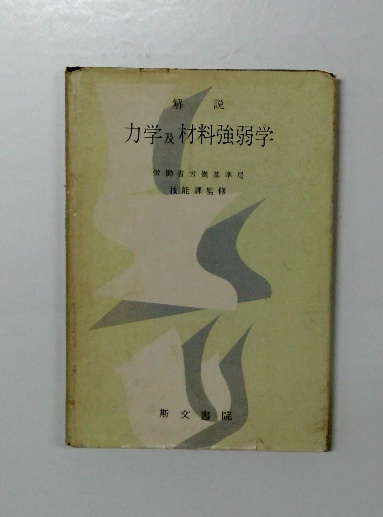 解説
力学及材料強弱学
労働省労働基準局
技能課監修
斯文書院